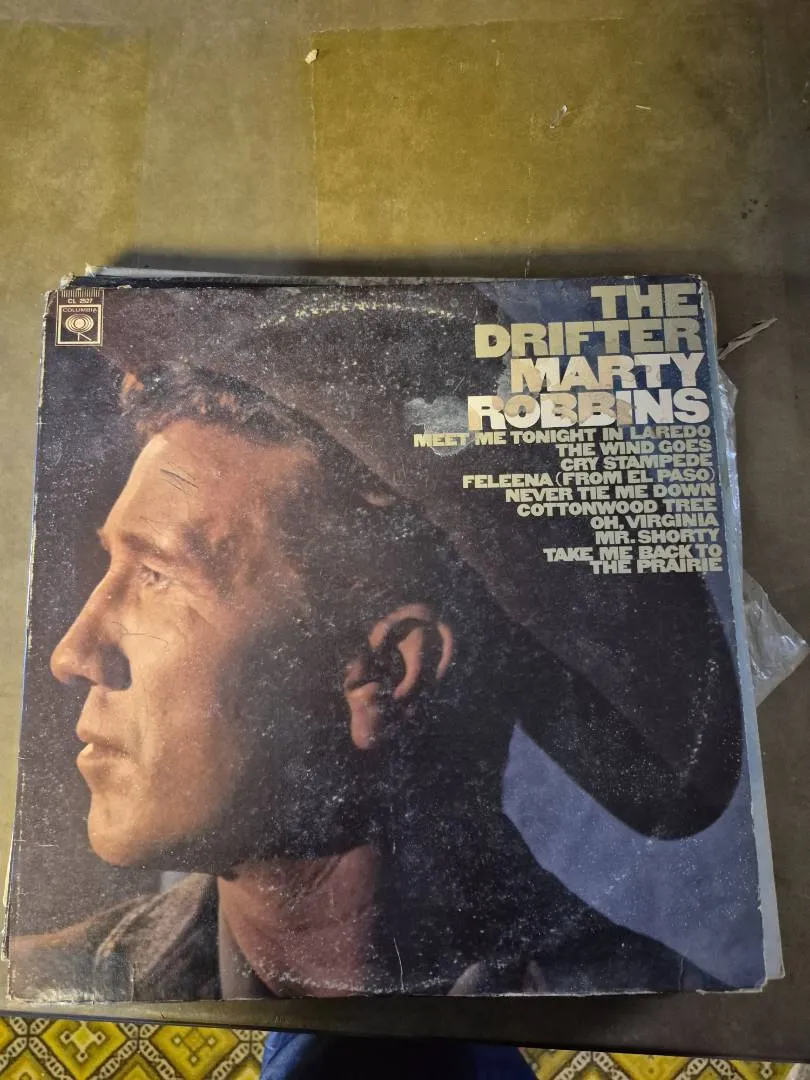 CL 2527
COLUMBIA
THE
DRIFTER
MARTY
ROBBINS
MEET ME TONIGHT IN LAREDO
THE WIND GOES
CRY STAMPEDE
FELEENA (FROM EL PASO)
NEVER TIE ME DOWN
COTTONWOOD TREE
OH, VIRGINIA
MR. SHORTY
TAKE ME BACK TO
THE PRAIRIE